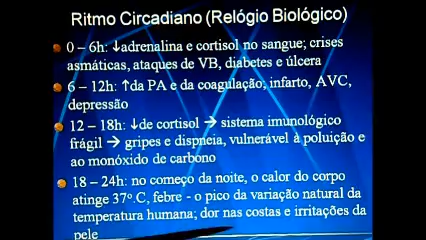 Ritmo Circadiano (Relógio Biológico)
0 – 6h: ↓adrenalina e cortisol no sangue; crises
asmáticas, ataques de VB, diabetes e úlcera
6 – 12h: ↑da PA e da coagulação; infarto, AVC,
depressão
12 – 18h: ↓de cortisol → sistema imunológico
frágil → gripes e dispneia, vulnerável à poluição e
ao monóxido de carbono
18 – 24h: no começo da noite, o calor do corpo
atinge 37º.C, febre - o pico da variação natural da
temperatura humana; dor nas costas e irritações da
pele